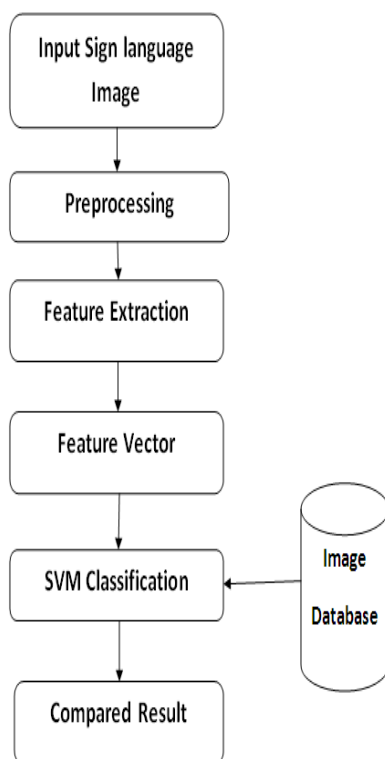 Input Sign language
Image
Preprocessing
Feature Extraction
Feature Vector
SVM Classification
Image
Database
Compared Result